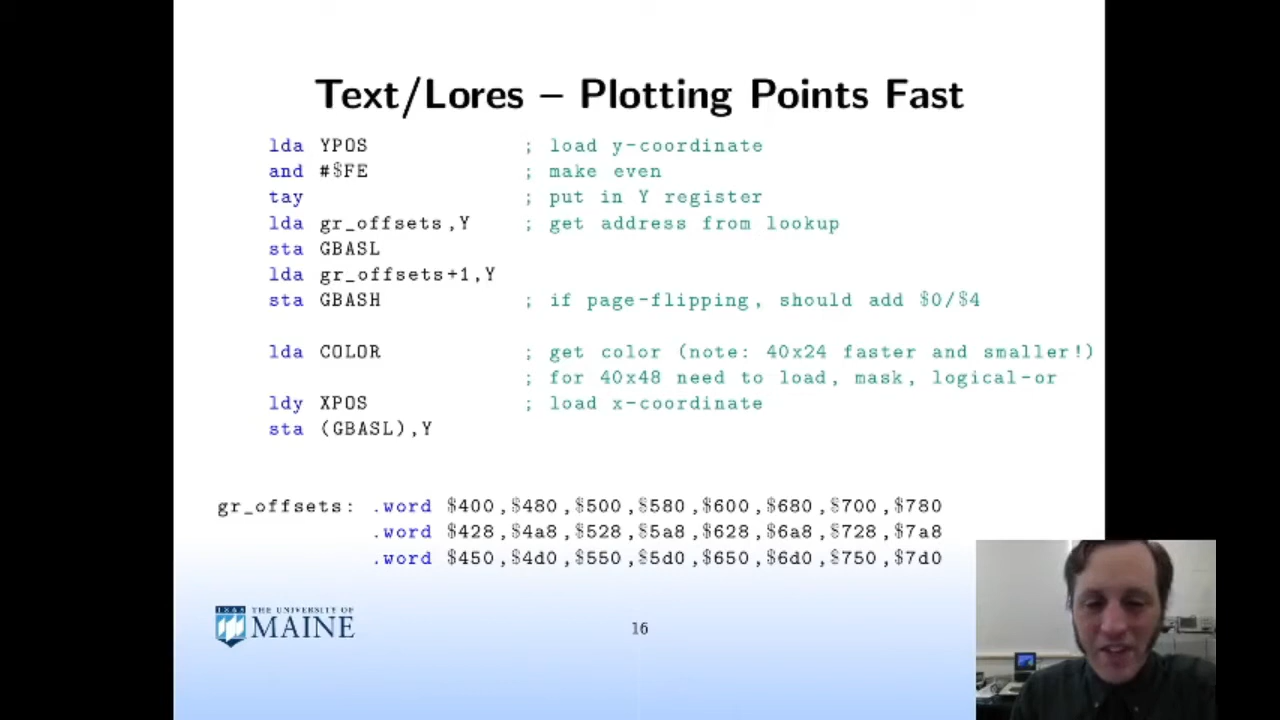 Text/Lores – Plotting Points Fast
lda YPOS ; load y-coordinate
and #$FE ; make even
tay ; put in Y register
lda gr_offsets,Y ; get address from lookup
sta GBASL
lda gr_offsets+1,Y
sta GBASH ; if page-flipping, should add $0/$4
lda COLOR ; get color (note: 40x24 faster and smaller!)
; for 40x48 need to load, mask, logical-or
ldy XPOS ; load x-coordinate
sta (GBASL),Y
gr_offsets: .word $400,$480,$500,$580,$600,$680,$700,$780
.word $428,$4a8,$528,$5a8,$628,$6a8,$728,$7a8
.word $450,$4d0,$550,$5d0,$650,$6d0,$750,$7d0
1865 THE UNIVERSITY OF
MAINE
16